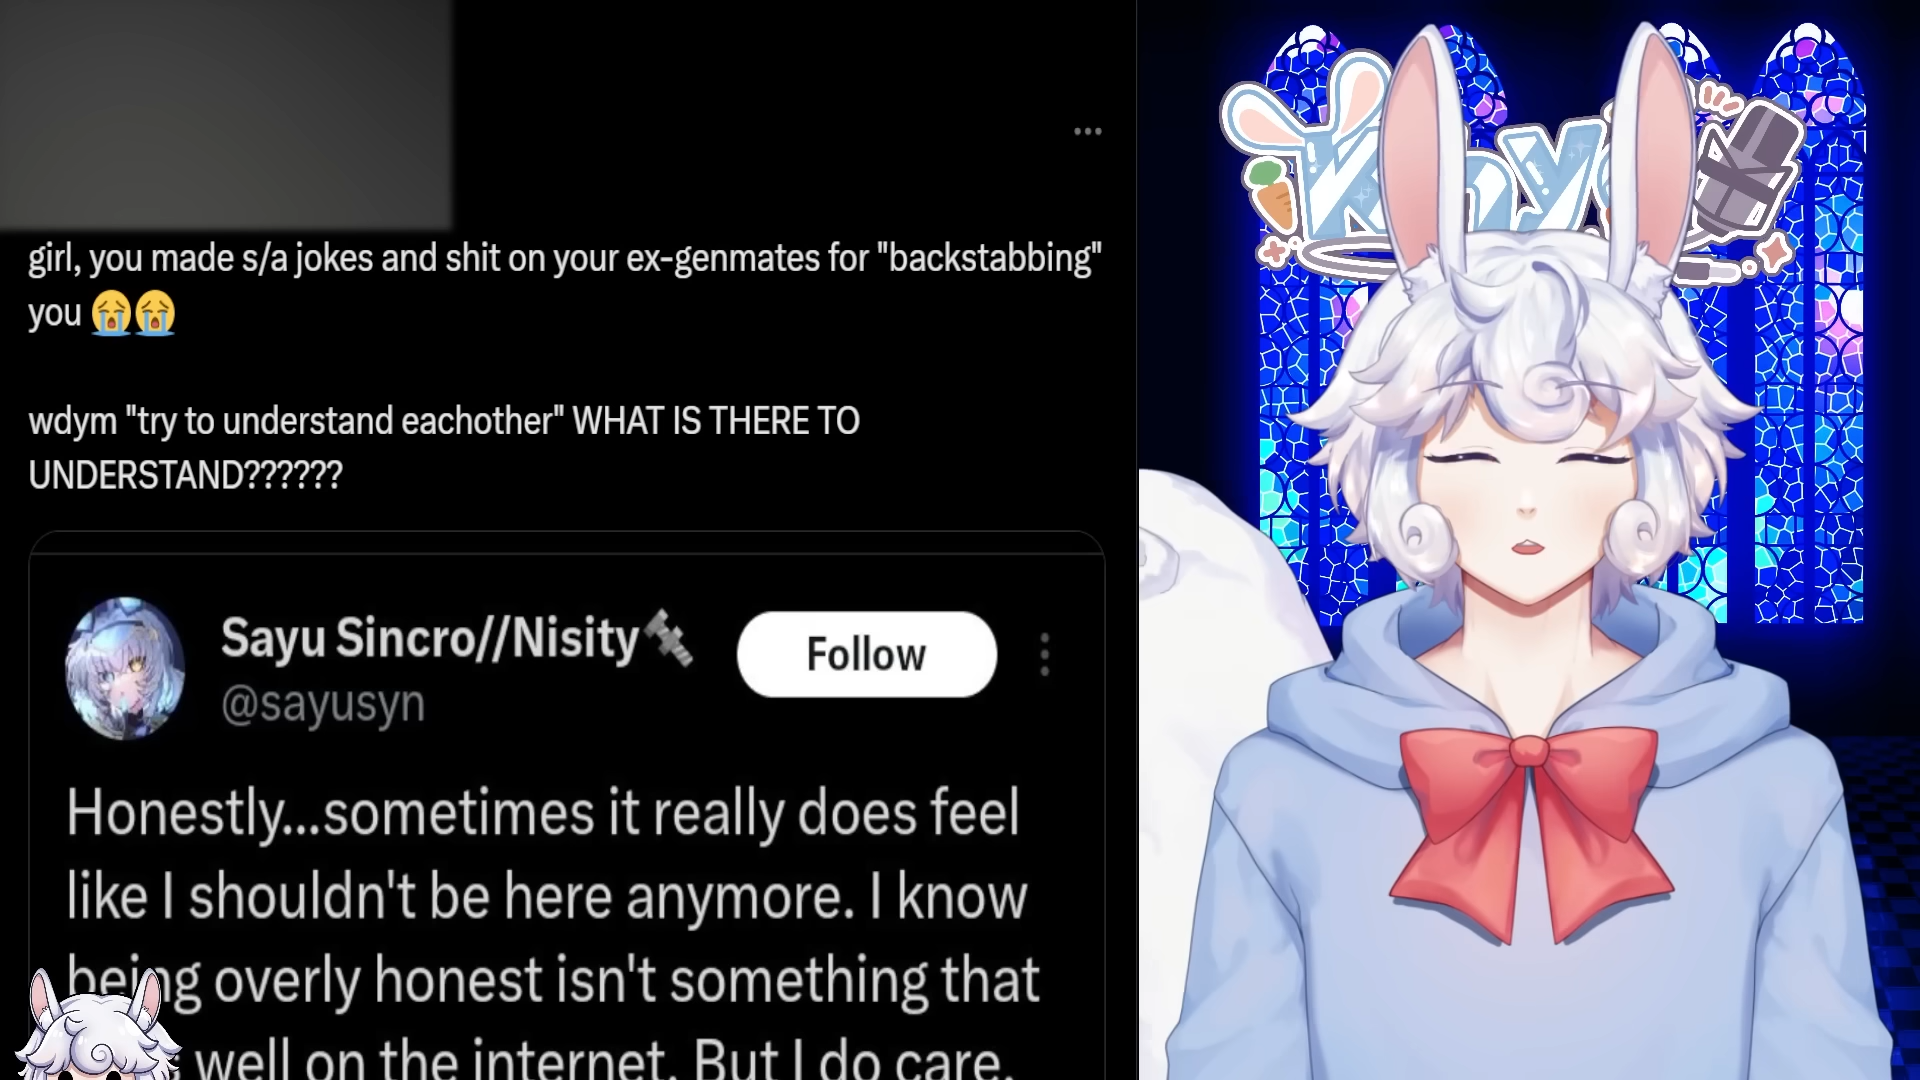 girl, you made s/a jokes and shit on your ex-genmates for "backstabbing"
you 😭😭
wdym "try to understand eachother" WHAT IS THERE TO
UNDERSTAND??????
Sayu Sincro//Nisity🔩
@sayusyn
Follow
Honestly...sometimes it really does feel
like I shouldn't be here anymore. I know
being overly honest isn't something that
well on the internet. But I do care.